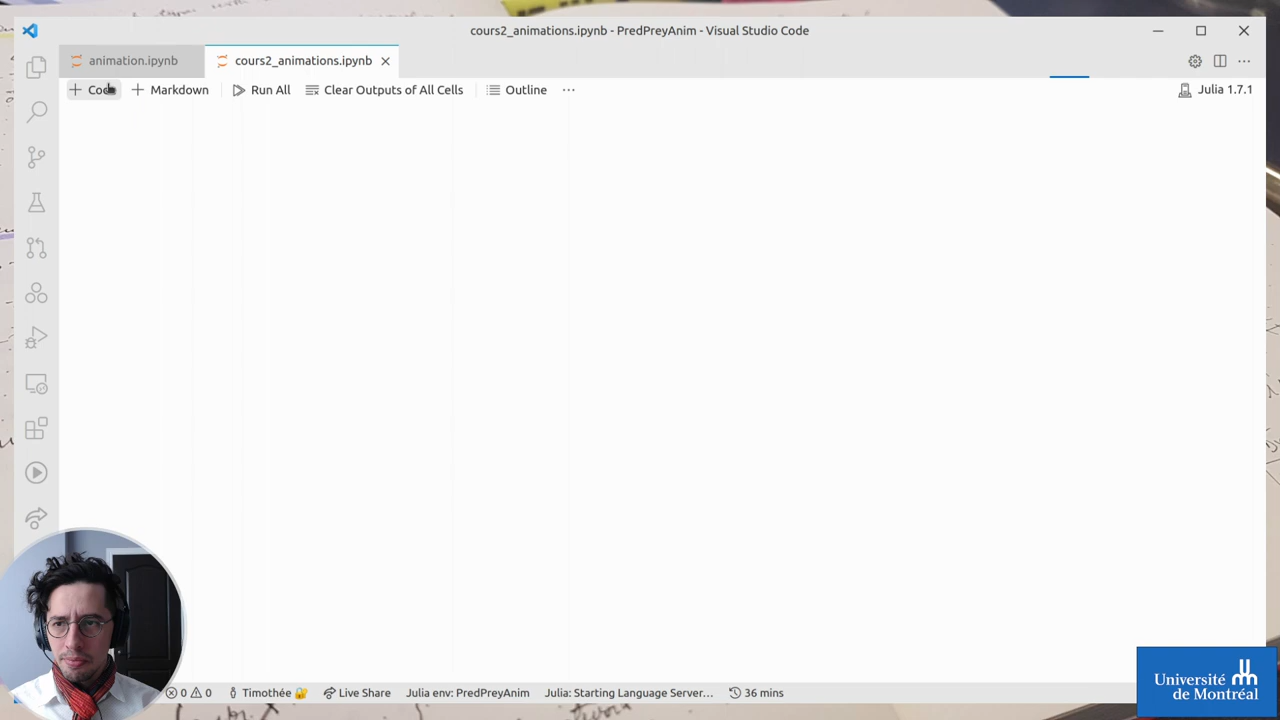 cours2_animations.ipynb - PredPreyAnim - Visual Studio Code
animation.ipynb
cours2_animations.ipynb
Code
Markdown
Run All
Clear Outputs of All Cells
Outline
Julia 1.7.1
0 0
Timothée
Live Share
Julia env: PredPreyAnim
Julia: Starting Language Server...
36 mins
Université
de Montréal